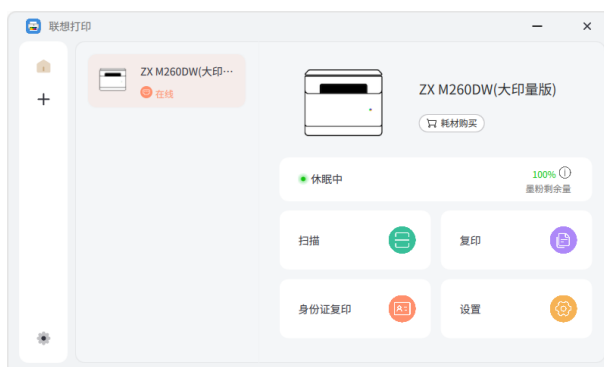 联想打印
ZX M260DW(大印…
在线
ZX M260DW(大印量版)
耗材购买
休眠中
100%
墨粉剩余量
扫描
复印
身份证复印
设置